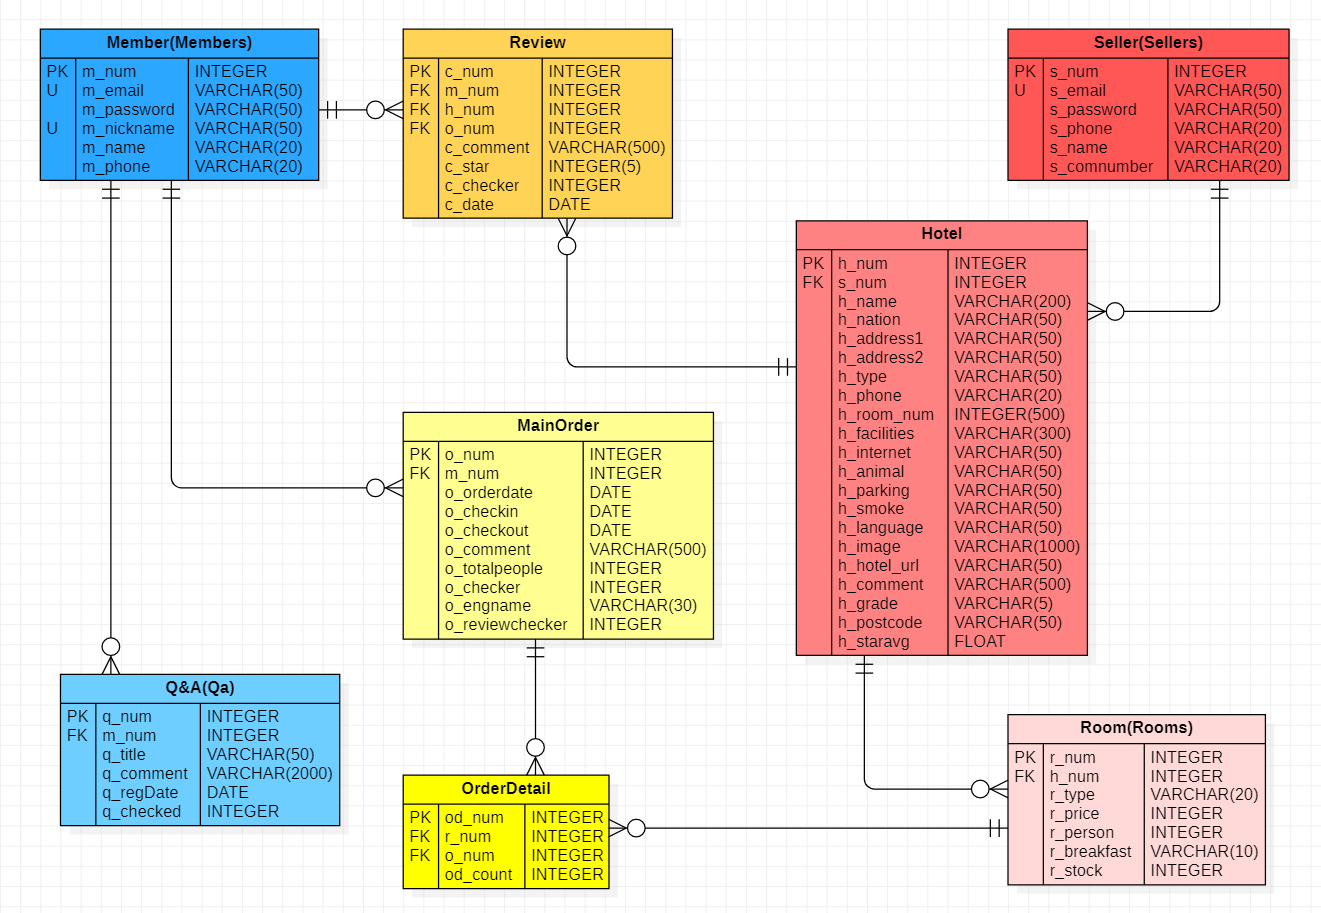 Member(Members)
PK m_num INTEGER
U m_email VARCHAR(50)
m_password VARCHAR(50)
U m_nickname VARCHAR(50)
m_name VARCHAR(20)
m_phone VARCHAR(20)
Review
PK c_num INTEGER
FK m_num INTEGER
FK h_num INTEGER
FK o_num INTEGER
c_comment VARCHAR(500)
c_star INTEGER(5)
c_checker INTEGER
c_date DATE
Seller(Sellers)
PK s_num INTEGER
U s_email VARCHAR(50)
s_password VARCHAR(50)
s_phone VARCHAR(20)
s_name VARCHAR(20)
s_comnumber VARCHAR(20)
Hotel
PK h_num INTEGER
FK s_num INTEGER
h_name VARCHAR(200)
h_nation VARCHAR(50)
h_address1 VARCHAR(50)
h_address2 VARCHAR(50)
h_type VARCHAR(50)
h_phone VARCHAR(20)
h_room_num INTEGER(500)
h_facilities VARCHAR(300)
h_internet VARCHAR(50)
h_animal VARCHAR(50)
h_parking VARCHAR(50)
h_smoke VARCHAR(50)
h_language VARCHAR(50)
h_image VARCHAR(1000)
h_hotel_url VARCHAR(50)
h_comment VARCHAR(500)
h_grade VARCHAR(5)
h_postcode VARCHAR(50)
h_staravg FLOAT
MainOrder
PK o_num INTEGER
FK m_num INTEGER
o_orderdate DATE
o_checkin DATE
o_checkout DATE
o_comment VARCHAR(500)
o_totalpeople INTEGER
o_checker INTEGER
o_engname VARCHAR(30)
o_reviewchecker INTEGER
Q&A(Qa)
PK q_num INTEGER
FK m_num INTEGER
q_title VARCHAR(50)
q_comment VARCHAR(2000)
q_regDate DATE
q_checked INTEGER
OrderDetail
PK od_num INTEGER
FK r_num INTEGER
FK o_num INTEGER
od_count INTEGER
Room(Rooms)
PK r_num INTEGER
FK h_num INTEGER
r_type VARCHAR(20)
r_price INTEGER
r_person INTEGER
r_breakfast VARCHAR(10)
r_stock INTEGER